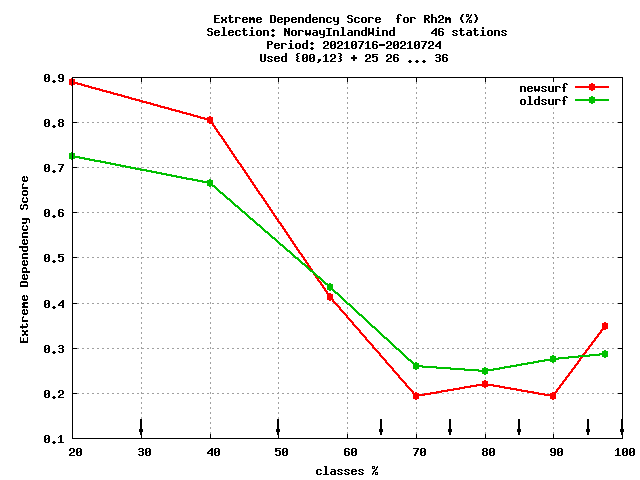 Extreme Dependency Score  for Rh2m (%)
Selection: NorwayInlandWind     46 stations
Period: 20210716-20210724
Used {00,12} + 25 26 ... 36
newsurf
oldsurf
0.9
0.8
0.7
0.6
0.5
0.4
0.3
0.2
0.1
Extreme Dependency Score
20 30 40 50 60 70 80 90 100
classes %